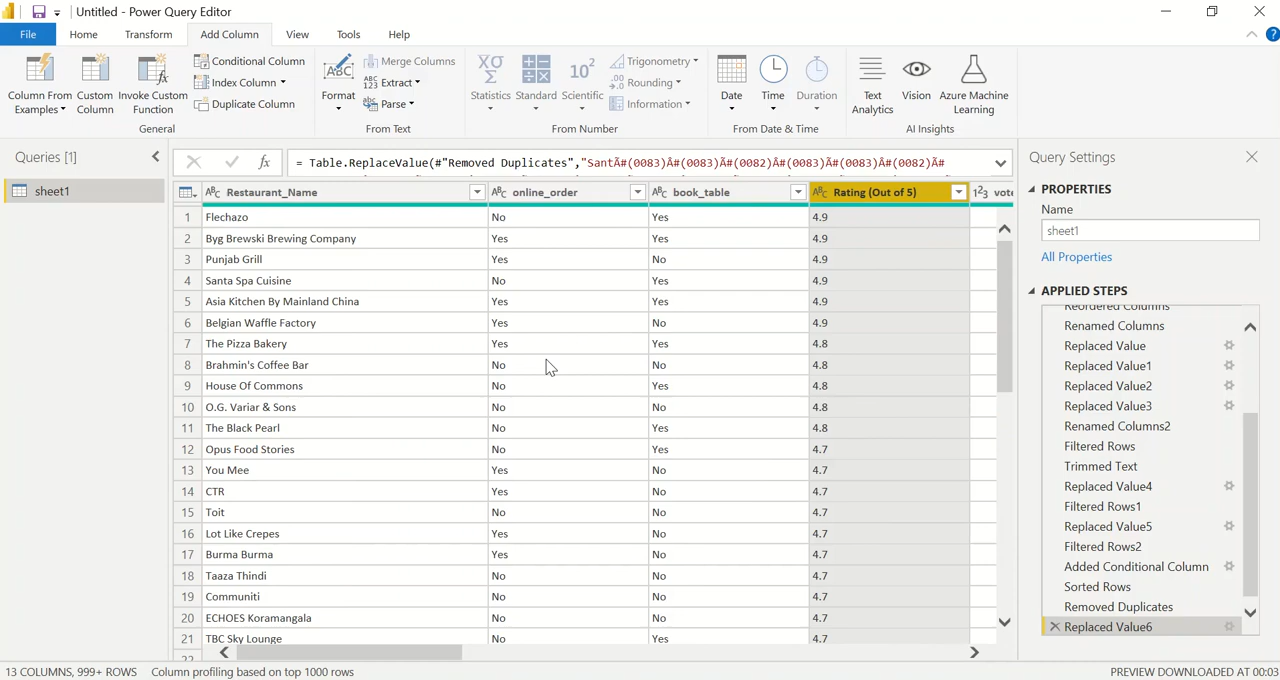 Untitled - Power Query Editor
File Home Transform Add Column View Tools Help
Column From Examples
Custom Column
Invoke Custom Function
Conditional Column
Index Column
Duplicate Column
General
Format
Merge Columns
Extract
Parse
From Text
Statistics
Standard
Scientific
10²
Trigonometry
Rounding
Information
From Number
Date
Time
Duration
From Date & Time
Text Analytics
Vision
Azure Machine Learning
AI Insights
Queries [1]
sheet1
fx
= Table.ReplaceValue(#"Removed Duplicates","SantÃ#(0083)Â#(0083)Ã#(0082)Ã#(0083)Ã#(0083)Â#(0082)Ã#
Restaurant_Name online_order book_table Rating (Out of 5) 1²3 vote
1 Flechazo No Yes 4.9
2 Byg Brewski Brewing Company Yes Yes 4.9
3 Punjab Grill Yes No 4.9
4 Santa Spa Cuisine No Yes 4.9
5 Asia Kitchen By Mainland China Yes Yes 4.9
6 Belgian Waffle Factory Yes No 4.9
7 The Pizza Bakery Yes Yes 4.8
8 Brahmin's Coffee Bar No No 4.8
9 House Of Commons No Yes 4.8
10 O.G. Variar & Sons No No 4.8
11 The Black Pearl No Yes 4.8
12 Opus Food Stories No Yes 4.7
13 You Mee Yes No 4.7
14 CTR Yes No 4.7
15 Toit No No 4.7
16 Lot Like Crepes Yes No 4.7
17 Burma Burma Yes No 4.7
18 Taaza Thindi No No 4.7
19 Communiti No No 4.7
20 ECHOES Koramangala No No 4.7
21 TBC Sky Lounge No Yes 4.7
22
Query Settings
PROPERTIES
Name
sheet1
All Properties
APPLIED STEPS
Reordered Columns
Renamed Columns
Replaced Value
Replaced Value1
Replaced Value2
Replaced Value3
Renamed Columns2
Filtered Rows
Trimmed Text
Replaced Value4
Filtered Rows1
Replaced Value5
Filtered Rows2
Added Conditional Column
Sorted Rows
Removed Duplicates
Replaced Value6
13 COLUMNS, 999+ ROWS Column profiling based on top 1000 rows
PREVIEW DOWNLOADED AT 00:03